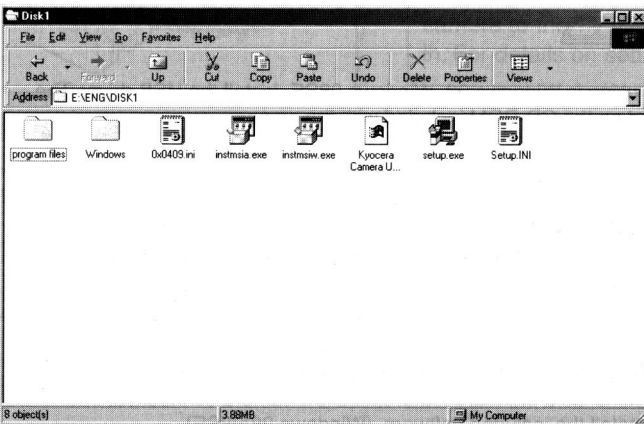 Disk1
File Edit View Go Favorites Help
Back Forward Up Cut Copy Paste Undo Delete Properties Views
Address E:\ENG\DISK1
program files Windows 0x0409.ini instmsia.exe instmsiw.exe Kyocera setup.exe Setup.INI
Camera U...
8 object(s) 3.88MB My Computer